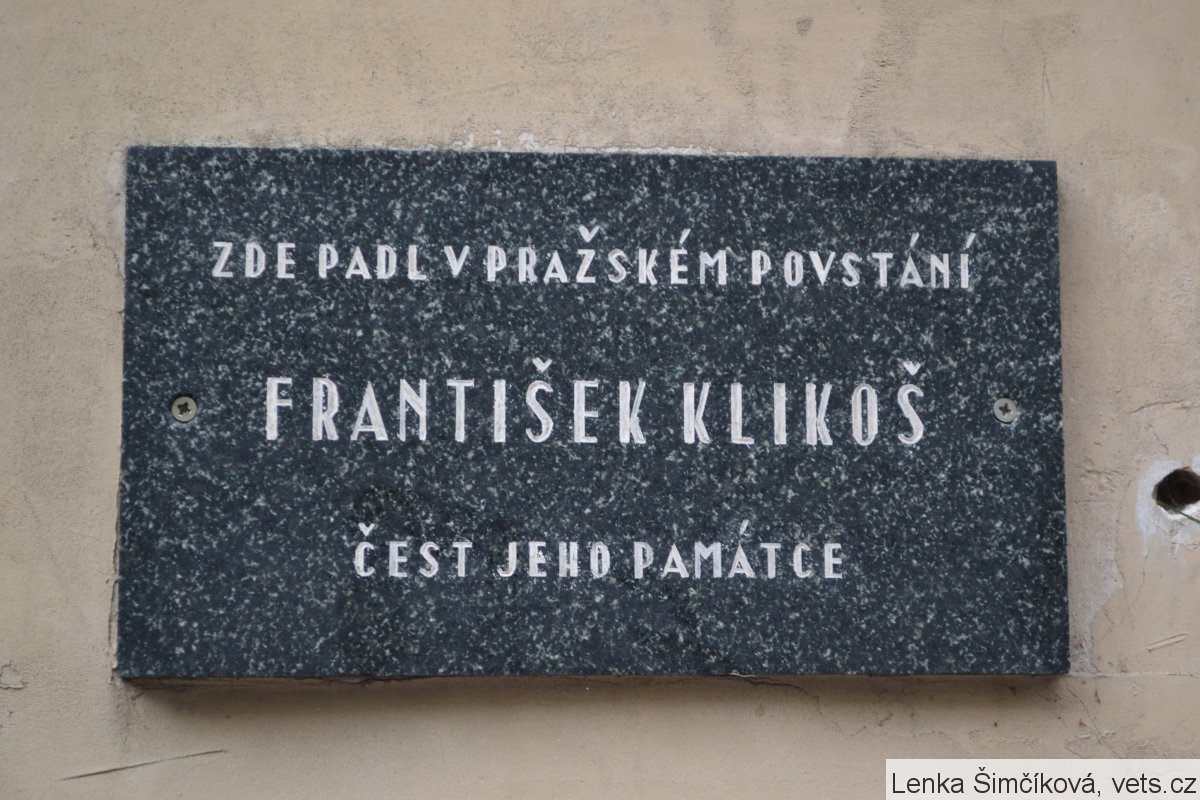 ZDE PADL V PRAŽSKÉM POVSTÁNÍ
FRANTIŠEK KLIKOŠ
ČEST JEHO PAMÁTCE
Lenka Šimčíková, vets.cz